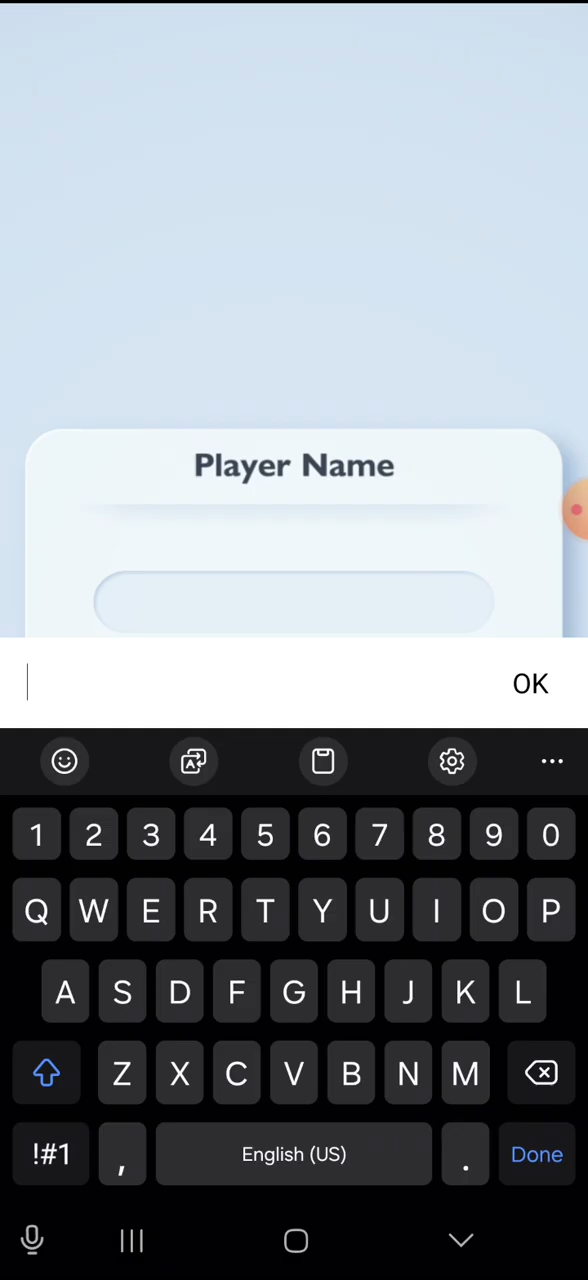 Player Name
OK
1 2 3 4 5 6 7 8 9 0
Q W E R T Y U I O P
A S D F G H J K L
Z X C V B N M
!#1 , English (US) . Done